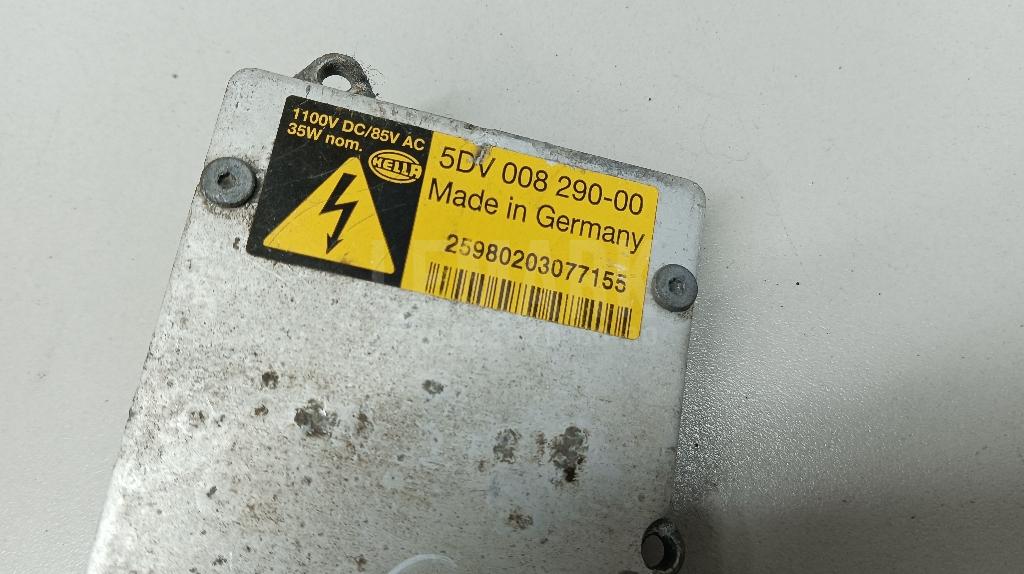 1100V DC/85V AC
35W nom.
HELLA
5DV 008 290-00
Made in Germany
25980203077155